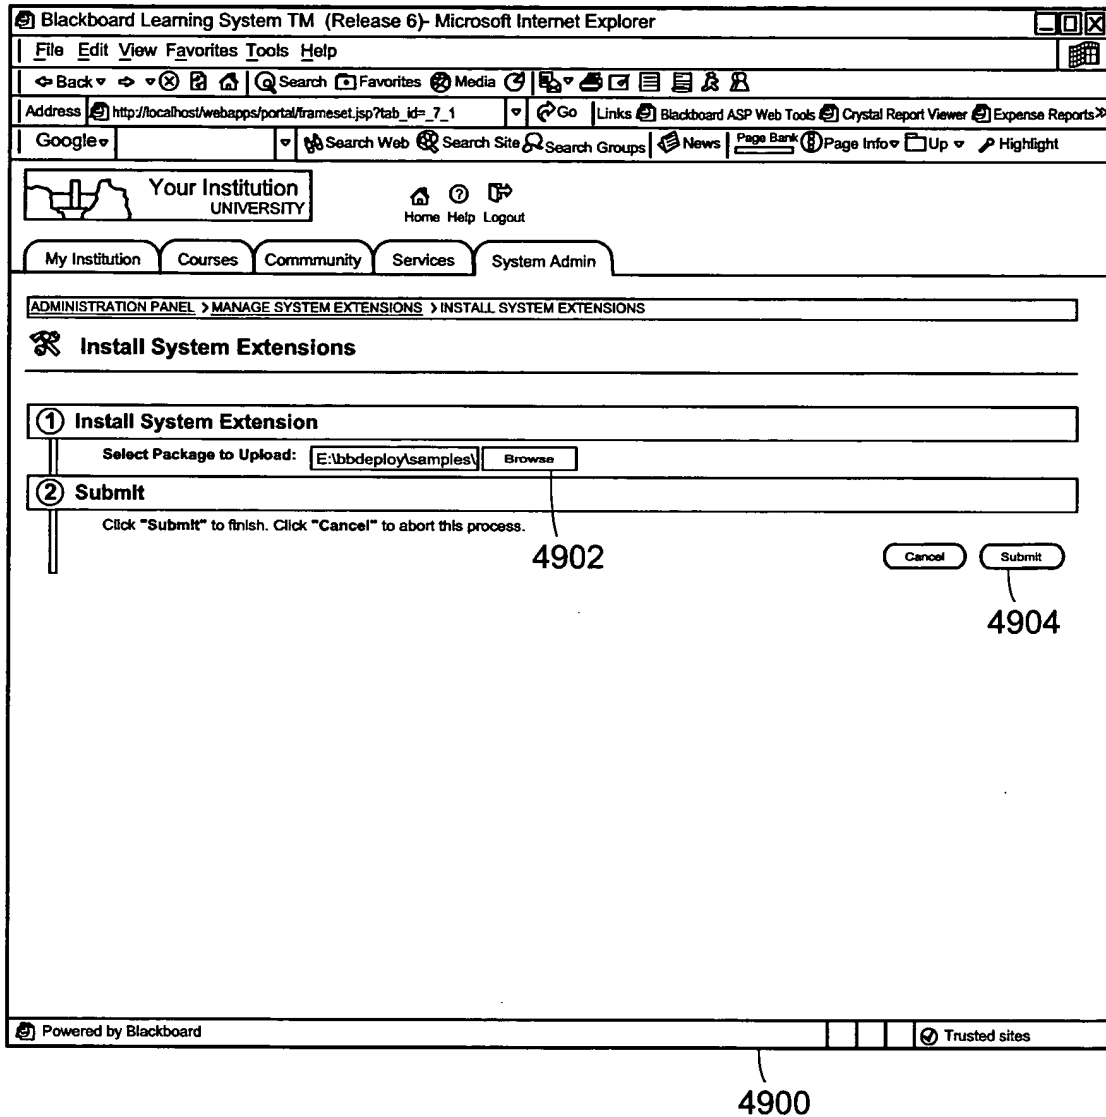 Blackboard Learning System TM (Release 6)- Microsoft Internet Explorer
File Edit View Favorites Tools Help
Back Search Favorites Media
Address http://localhost/webapps/portal/frameset.jsp?tab_id=_7_1 Go Links Blackboard ASP Web Tools Crystal Report Viewer Expense Reports »
Google Search Web Search Site Search Groups News Page Bank Page Info Up Highlight
Your Institution
UNIVERSITY
Home Help Logout
My Institution Courses Commmunity Services System Admin
ADMINISTRATION PANEL > MANAGE SYSTEM EXTENSIONS > INSTALL SYSTEM EXTENSIONS
Install System Extensions
1 Install System Extension
Select Package to Upload: E:\bbdeploy\samples\ Browse
2 Submit
Click "Submit" to finish. Click "Cancel" to abort this process.
4902
Cancel Submit
4904
Powered by Blackboard Trusted sites
4900